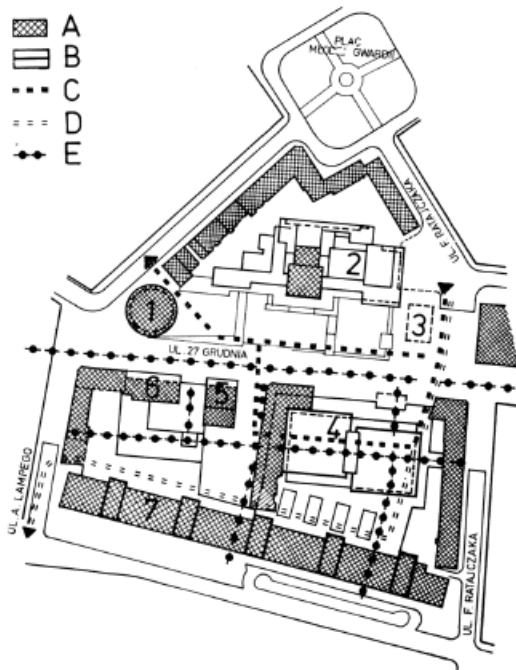 A
B
C
D
E
PLAC
GWARDII
UL. F. RATAJCZAKA
2
1
3
UL. 27 GRUDNIA
6
5
4
7
UL. A. LAMPEGO
UL. F. RATAJCZAKA